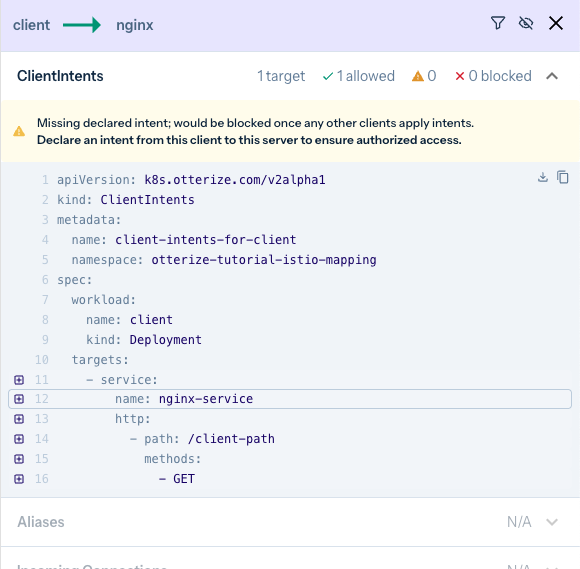 client nginx
ClientIntents 1 target 1 allowed 0 0 blocked
Missing declared intent; would be blocked once any other clients apply intents.
Declare an intent from this client to this server to ensure authorized access.
1 apiVersion: k8s.otterize.com/v2alpha1
2 kind: ClientIntents
3 metadata:
4   name: client-intents-for-client
5   namespace: otterize-tutorial-istio-mapping
6 spec:
7   workload:
8     name: client
9     kind: Deployment
10   targets:
11     - service:
12         name: nginx-service
13         http:
14           - path: /client-path
15             methods:
16               - GET
Aliases N/A
Incoming Connections N/A